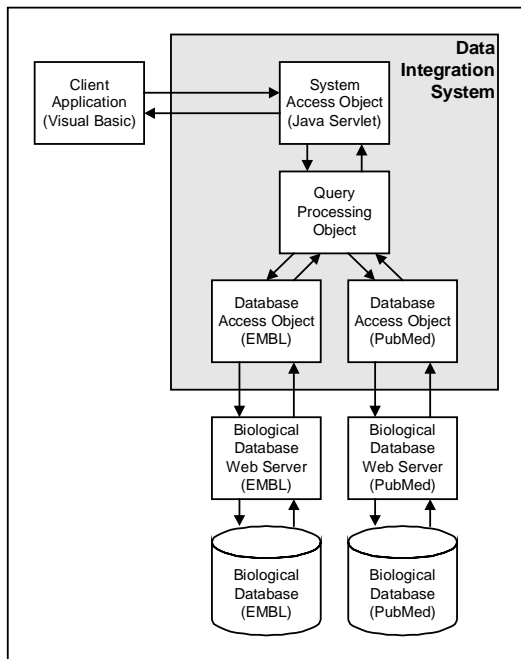 Data
Integration
System
Client
Application
(Visual Basic)
System
Access Object
(Java Servlet)
Query
Processing
Object
Database
Access Object
(EMBL)
Database
Access Object
(PubMed)
Biological
Database
Web Server
(EMBL)
Biological
Database
Web Server
(PubMed)
Biological
Database
(EMBL)
Biological
Database
(PubMed)